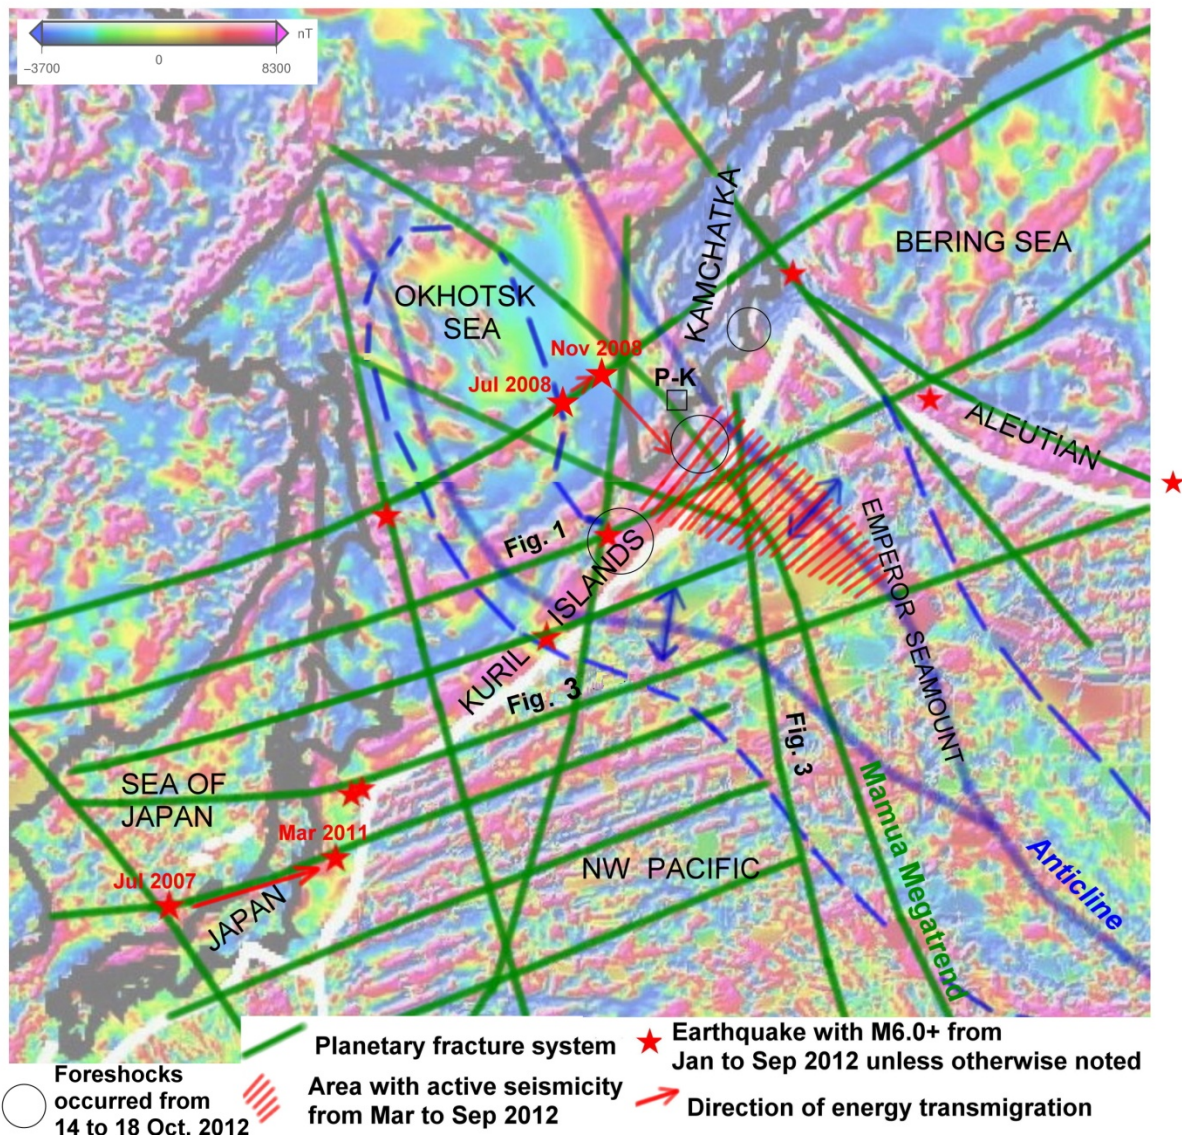 nT
−3700
0
8300
KAMCHATKA
BERING SEA
OKHOTSK
SEA
Nov 2008
Jul 2008
P-K
ALEUTIAN
Fig. 1
KURIL ISLANDS
EMPEROR SEAMOUNT
Fig. 3
Fig. 3
SEA OF
JAPAN
Mar 2011
Jul 2007
JAPAN
NW PACIFIC
Mamua Megatrend
Anticline
Planetary fracture system
Earthquake with M6.0+ from
Jan to Sep 2012 unless otherwise noted
Foreshocks
occurred from
14 to 18 Oct. 2012
Area with active seismicity
from Mar to Sep 2012
Direction of energy transmigration